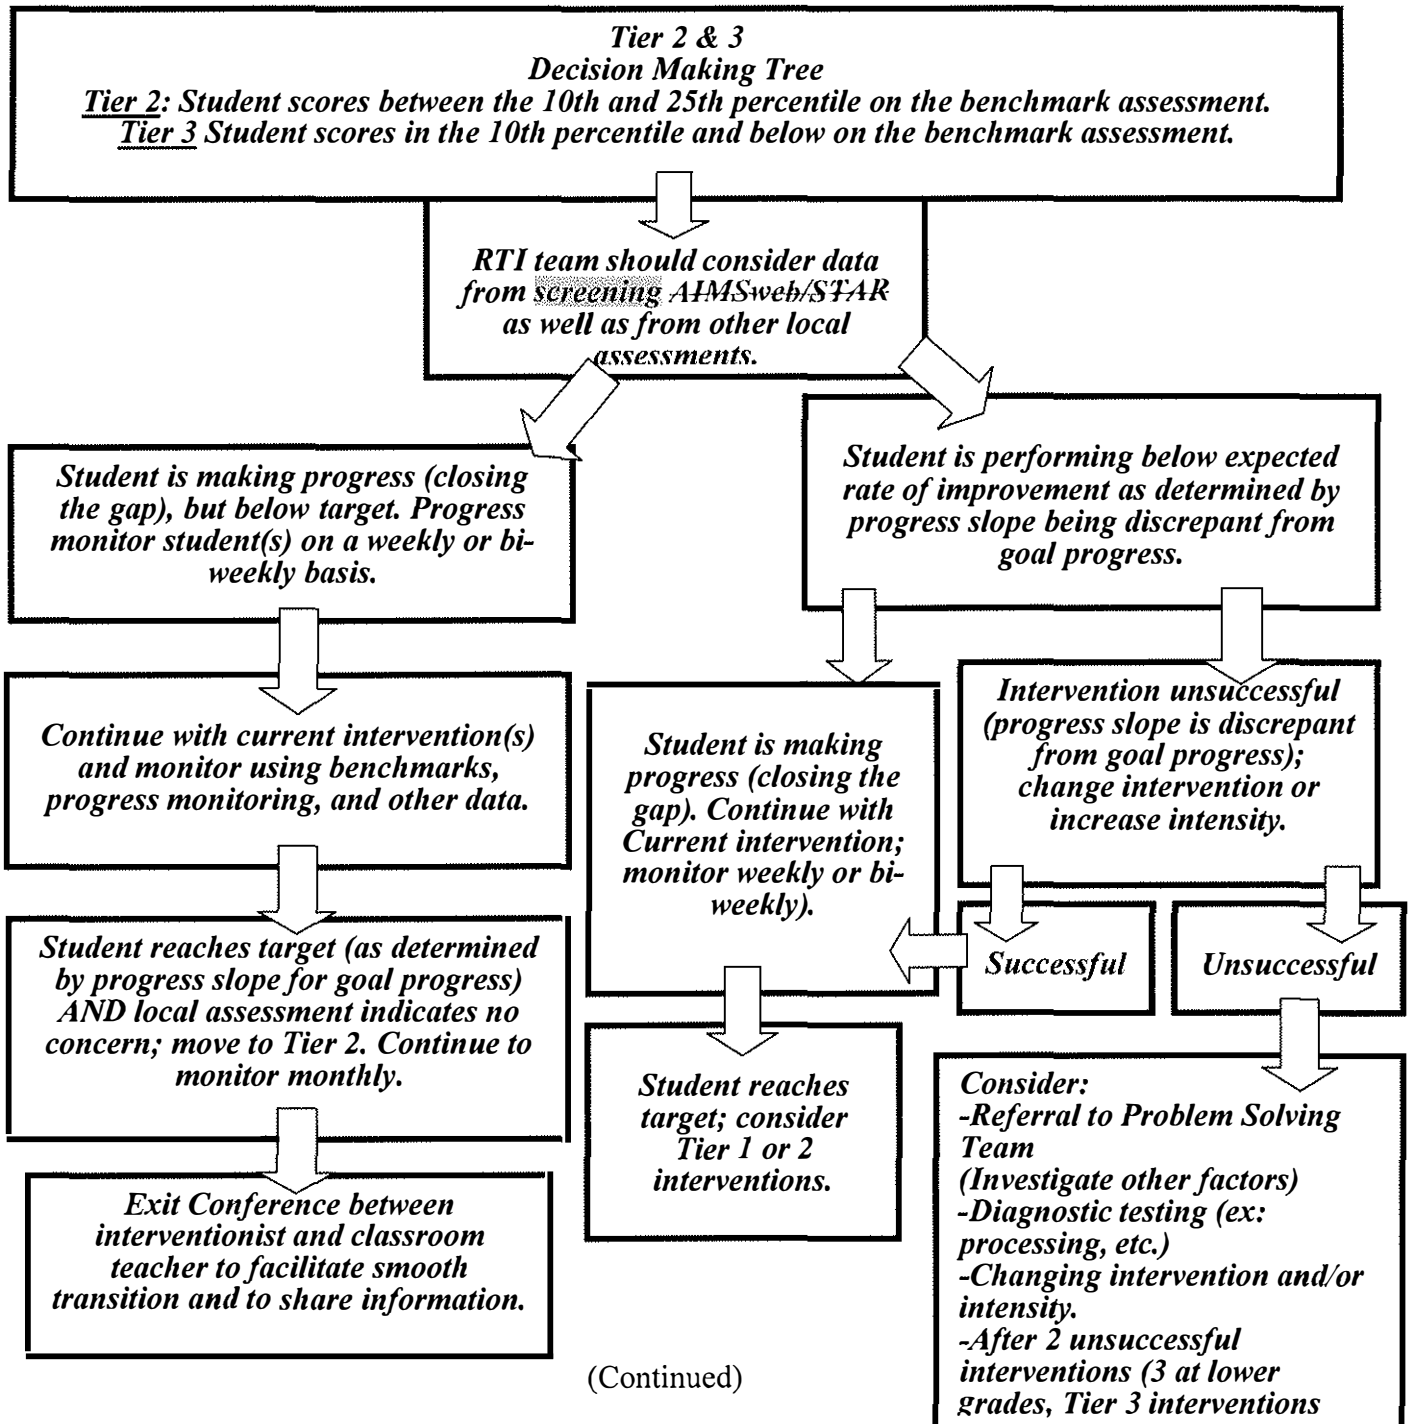 Tier 2 & 3
Decision Making Tree
Tier 2: Student scores between the 10th and 25th percentile on the benchmark assessment.
Tier 3 Student scores in the 10th percentile and below on the benchmark assessment.
RTI team should consider data
from screening AIMSweb/STAR
as well as from other local
assessments.
Student is making progress (closing
the gap), but below target. Progress
monitor student(s) on a weekly or bi-
weekly basis.
Student is performing below expected
rate of improvement as determined by
progress slope being discrepant from
goal progress.
Continue with current intervention(s)
and monitor using benchmarks,
progress monitoring, and other data.
Student is making
progress (closing the
gap). Continue with
Current intervention;
monitor weekly or bi-
weekly).
Intervention unsuccessful
(progress slope is discrepant
from goal progress);
change intervention or
increase intensity.
Successful
Unsuccessful
Student reaches target (as determined
by progress slope for goal progress)
AND local assessment indicates no
concern; move to Tier 2. Continue to
monitor monthly.
Student reaches
target; consider
Tier 1 or 2
interventions.
Consider:
-Referral to Problem Solving
Team
(Investigate other factors)
-Diagnostic testing (ex:
processing, etc.)
-Changing intervention and/or
intensity.
-After 2 unsuccessful
interventions (3 at lower
grades, Tier 3 interventions
Exit Conference between
interventionist and classroom
teacher to facilitate smooth
transition and to share information.
(Continued)